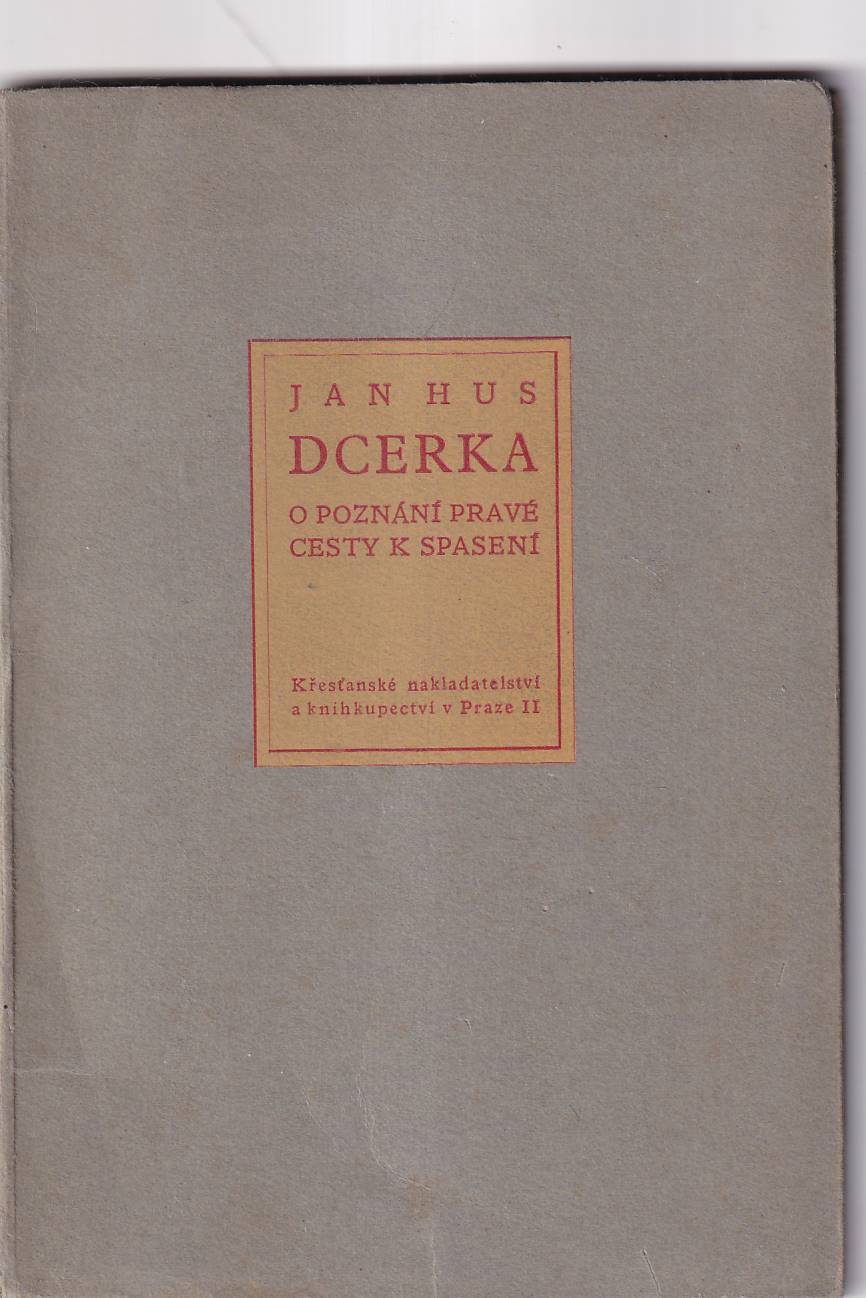 JAN HUS
DCERKA
O POZNÁNÍ PRAVÉ
CESTY K SPASENÍ
Křesťanské nakladatelství
a knihkupectví v Praze II